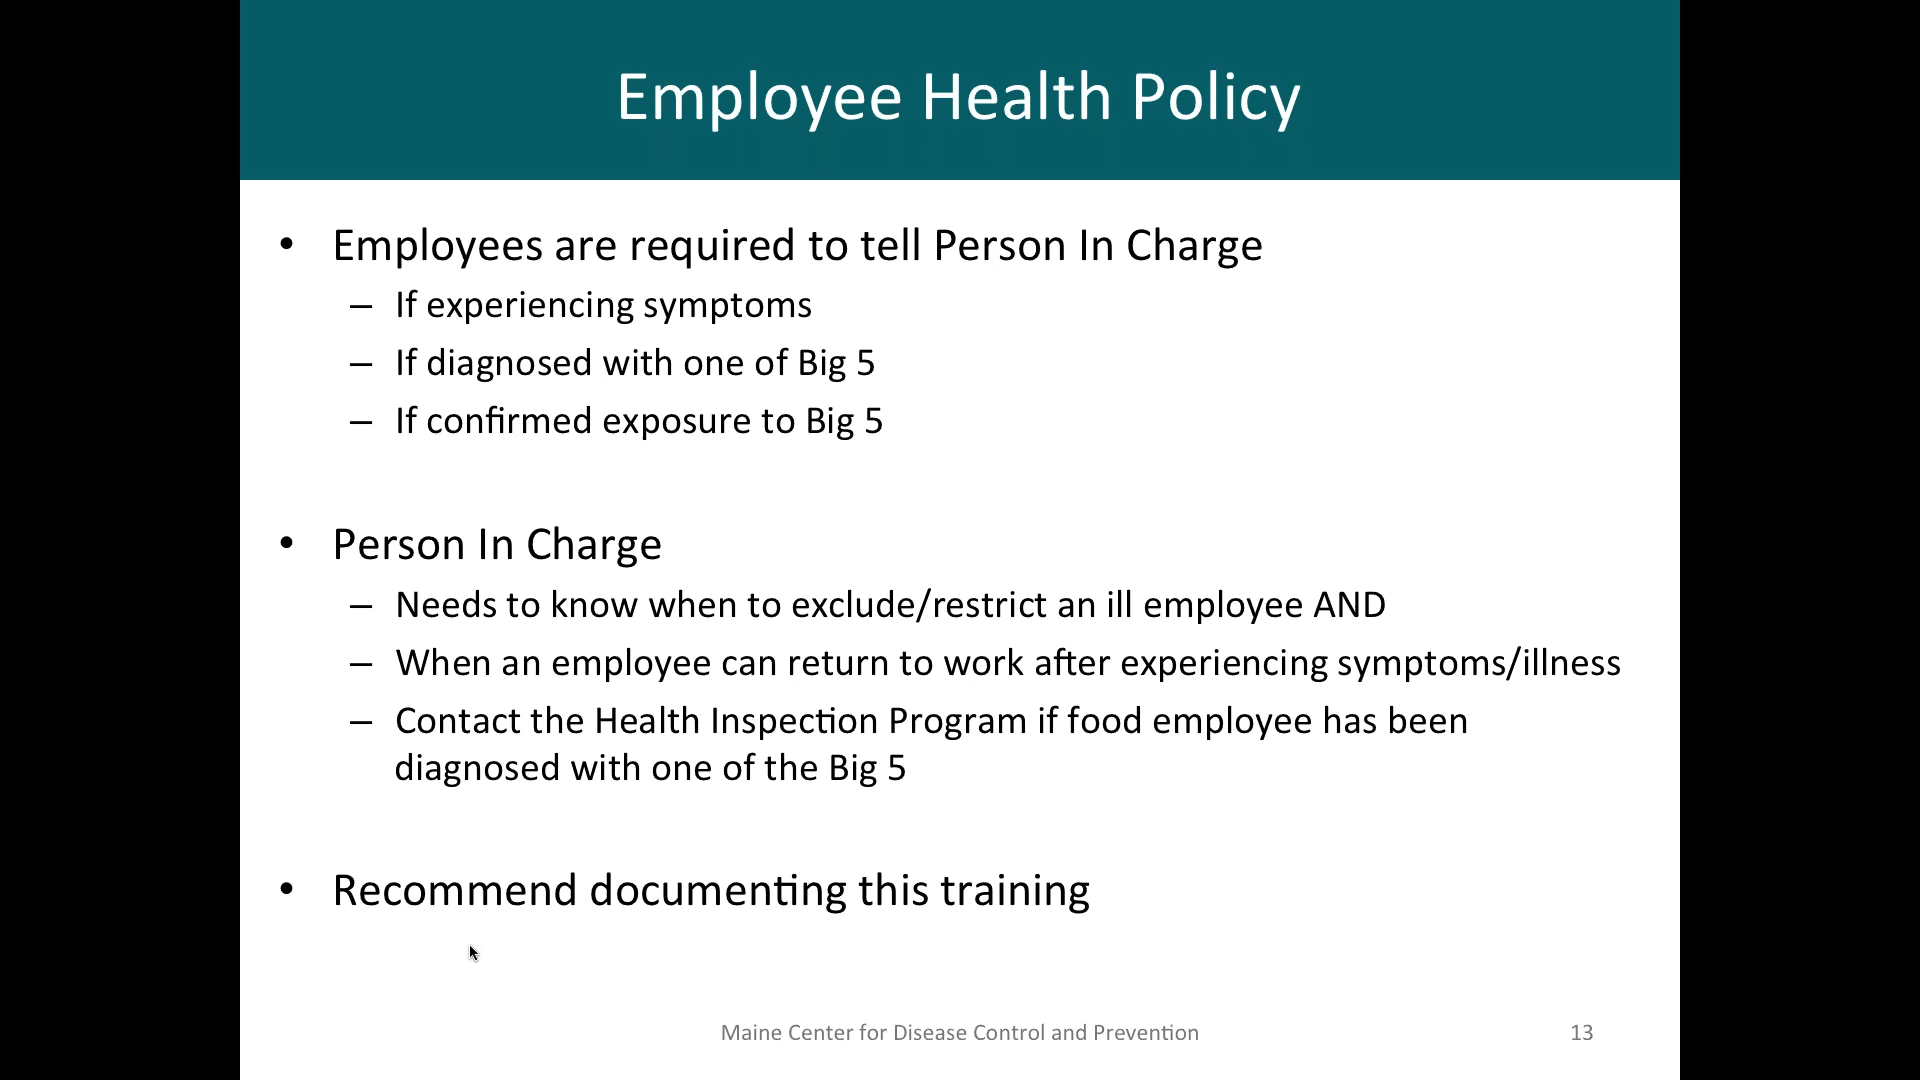 Employee Health Policy
• Employees are required to tell Person In Charge
– If experiencing symptoms
– If diagnosed with one of Big 5
– If confirmed exposure to Big 5
• Person In Charge
– Needs to know when to exclude/restrict an ill employee AND
– When an employee can return to work after experiencing symptoms/illness
– Contact the Health Inspection Program if food employee has been
diagnosed with one of the Big 5
• Recommend documenting this training
Maine Center for Disease Control and Prevention 13